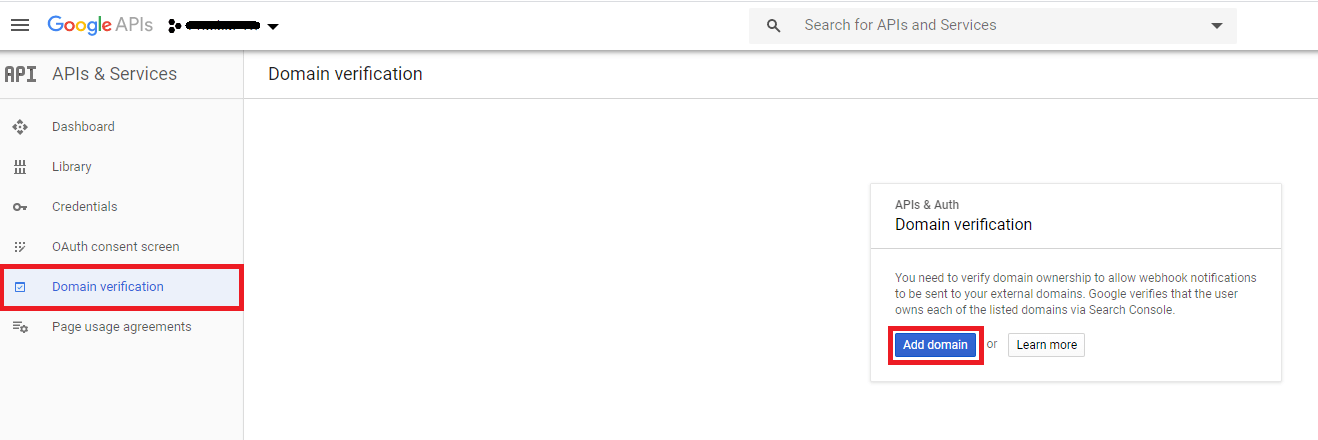 Google APIs
Search for APIs and Services
API APIs & Services
Domain verification
Dashboard
Library
Credentials
OAuth consent screen
Domain verification
Page usage agreements
APIs & Auth
Domain verification
You need to verify domain ownership to allow webhook notifications
to be sent to your external domains. Google verifies that the user
owns each of the listed domains via Search Console.
Add domain or Learn more